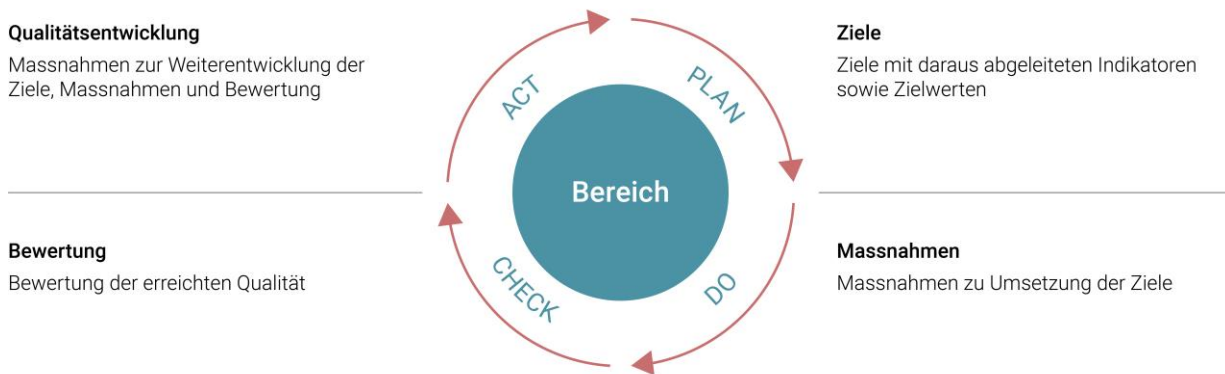 Qualitätsentwicklung
Massnahmen zur Weiterentwicklung der
Ziele, Massnahmen und Bewertung
ACT
PLAN
Ziele
Ziele mit daraus abgeleiteten Indikatoren
sowie Zielwerten
Bereich
Bewertung
Bewertung der erreichten Qualität
CHECK
DO
Massnahmen
Massnahmen zu Umsetzung der Ziele